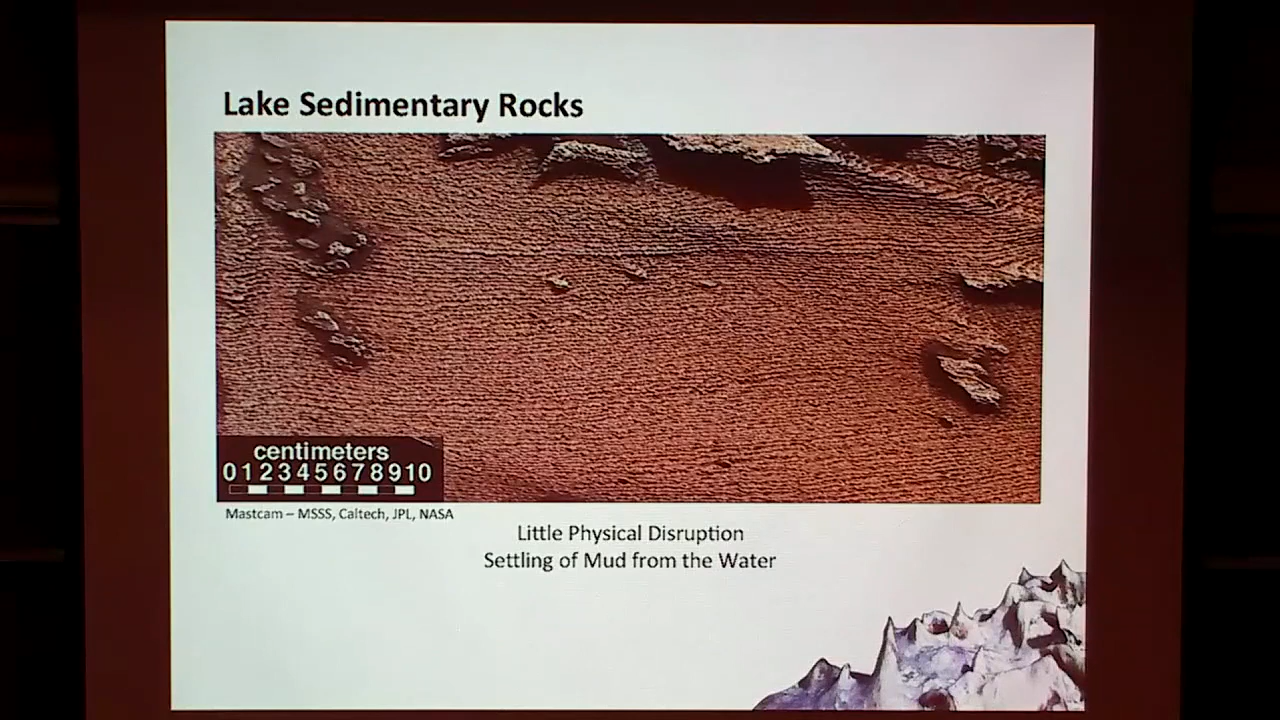 Lake Sedimentary Rocks
centimeters
0 1 2 3 4 5 6 7 8 9 10
Mastcam – MSSS, Caltech, JPL, NASA
Little Physical Disruption
Settling of Mud from the Water